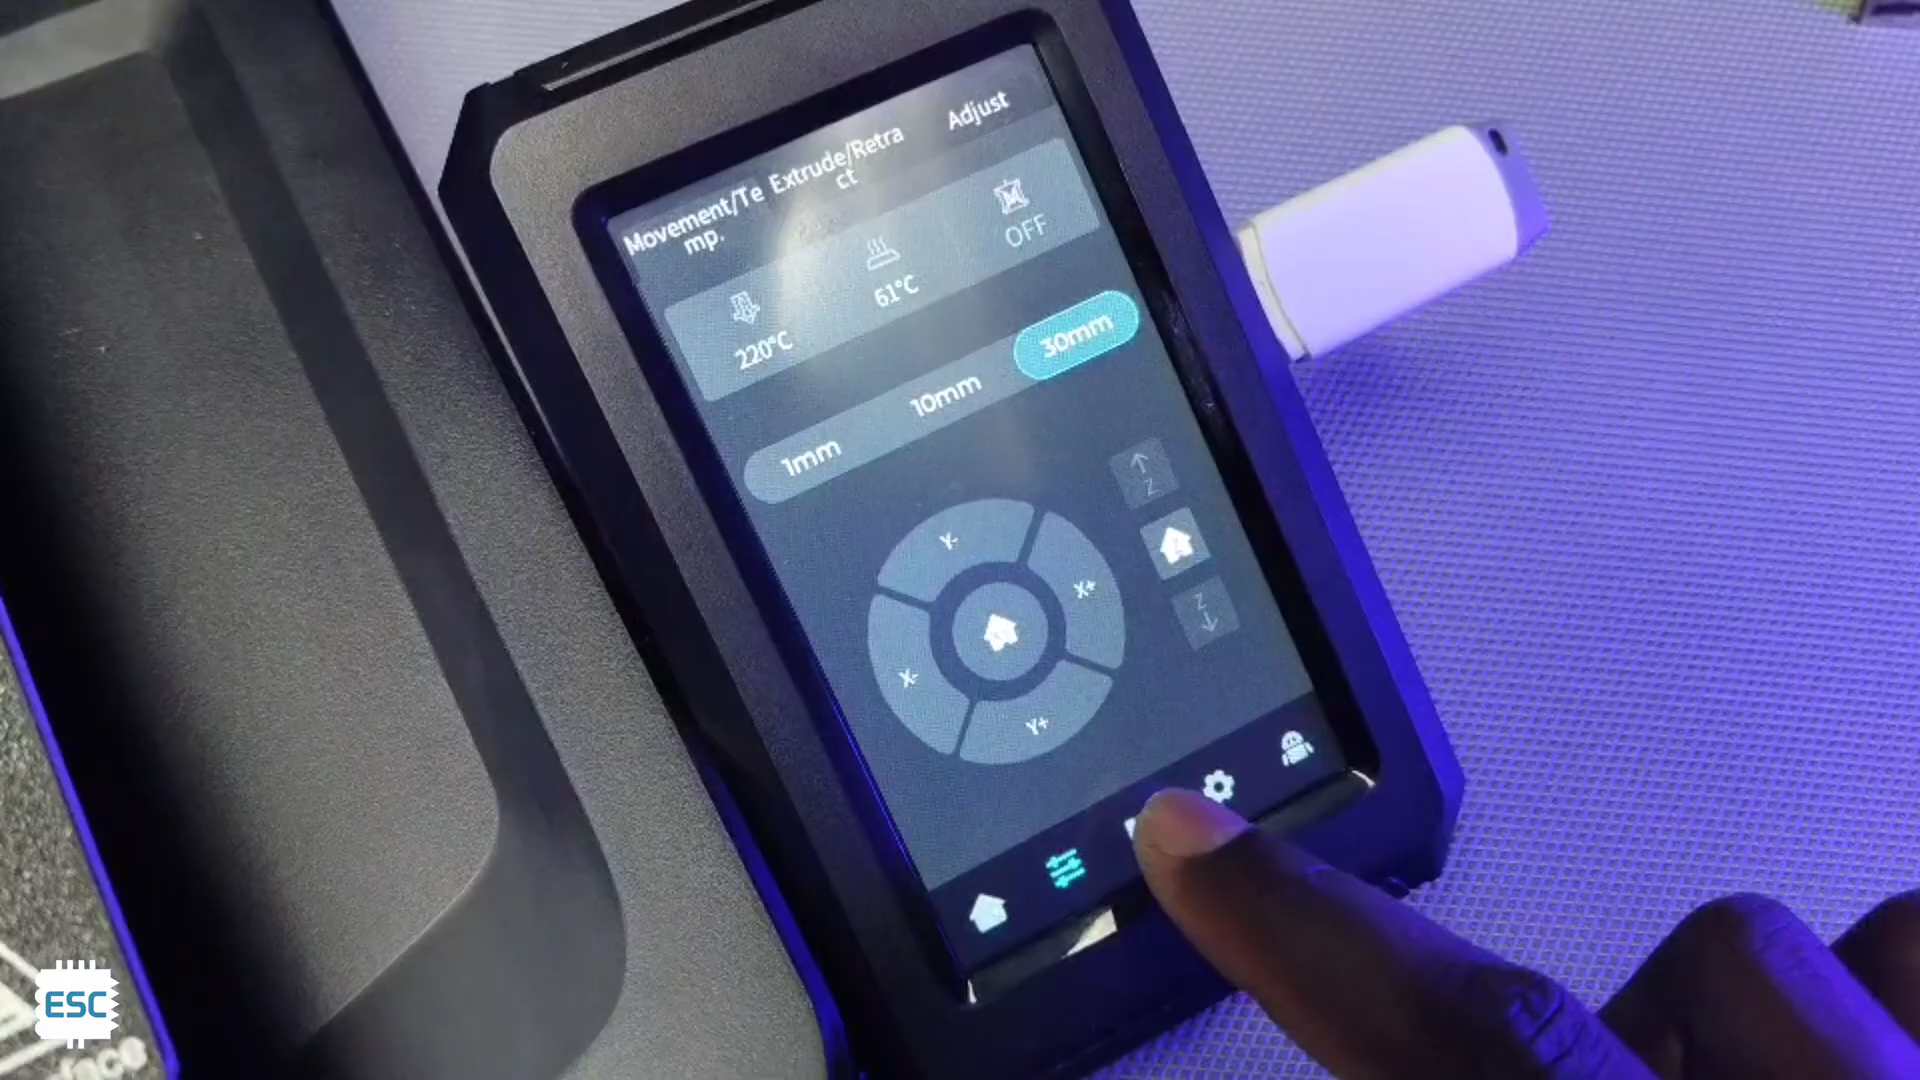 Movement/Te
mp.
Extrude/Retra
ct
Adjust
220°C
61°C
OFF
1mm
10mm
30mm
Y-
X+
X-
Y+
Z
Z
ESC